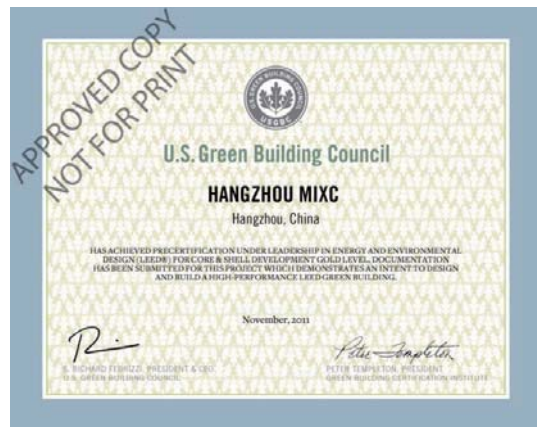 APPROVED COPY
NOT FOR PRINT
U.S. GREEN BUILDING COUNCIL
USGBC
U.S. Green Building Council
HANGZHOU MIXC
Hangzhou, China
HAS ACHIEVED PRECERTIFICATION UNDER LEADERSHIP IN ENERGY AND ENVIRONMENTAL
DESIGN (LEED®) FOR CORE & SHELL DEVELOPMENT GOLD LEVEL. DOCUMENTATION
HAS BEEN SUBMITTED FOR THIS PROJECT WHICH DEMONSTRATES AN INTENT TO DESIGN
AND BUILD A HIGH-PERFORMANCE LEED GREEN BUILDING.
November, 2011
Peter Templeton
S. RICHARD FEDRIZZI, PRESIDENT & CEO
U.S. GREEN BUILDING COUNCIL
PETER TEMPLETON, PRESIDENT
GREEN BUILDING CERTIFICATION INSTITUTE